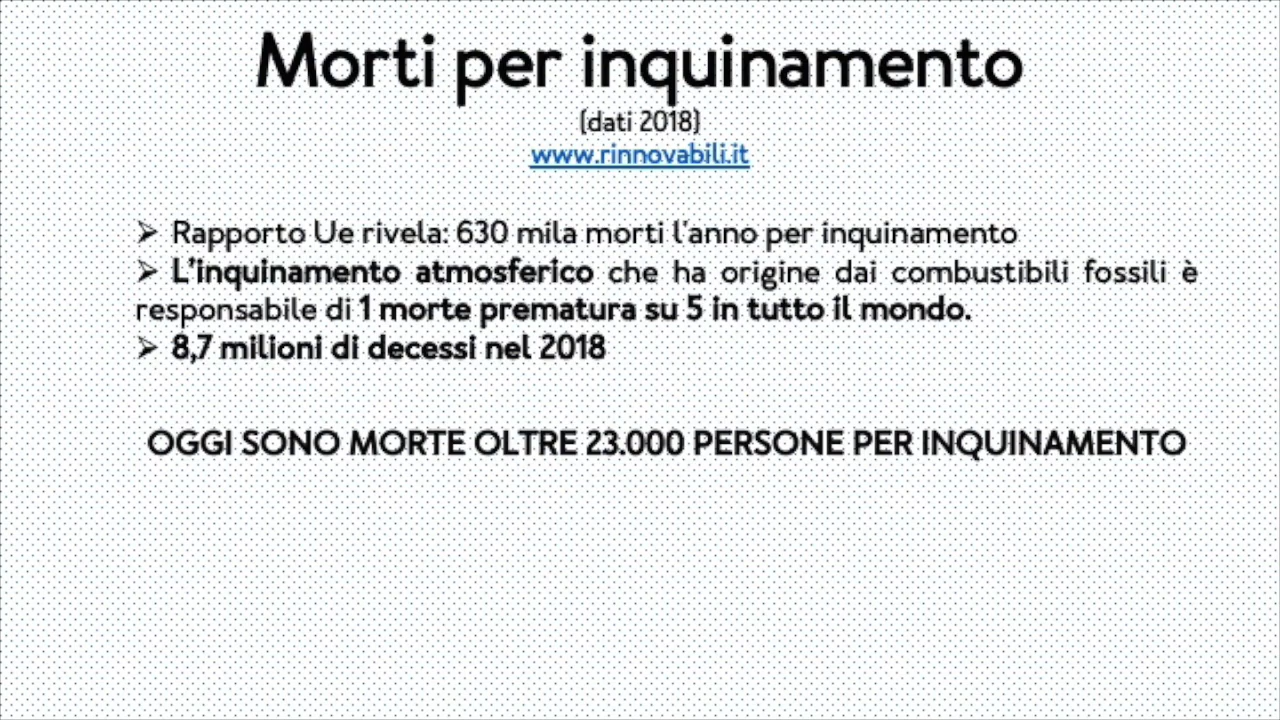 Morti per inquinamento
(dati 2018)
www.rinnovabili.it
➢ Rapporto Ue rivela: 630 mila morti l'anno per inquinamento
➢ L’inquinamento atmosferico che ha origine dai combustibili fossili è
responsabile di 1 morte prematura su 5 in tutto il mondo.
➢ 8,7 milioni di decessi nel 2018
OGGI SONO MORTE OLTRE 23.000 PERSONE PER INQUINAMENTO